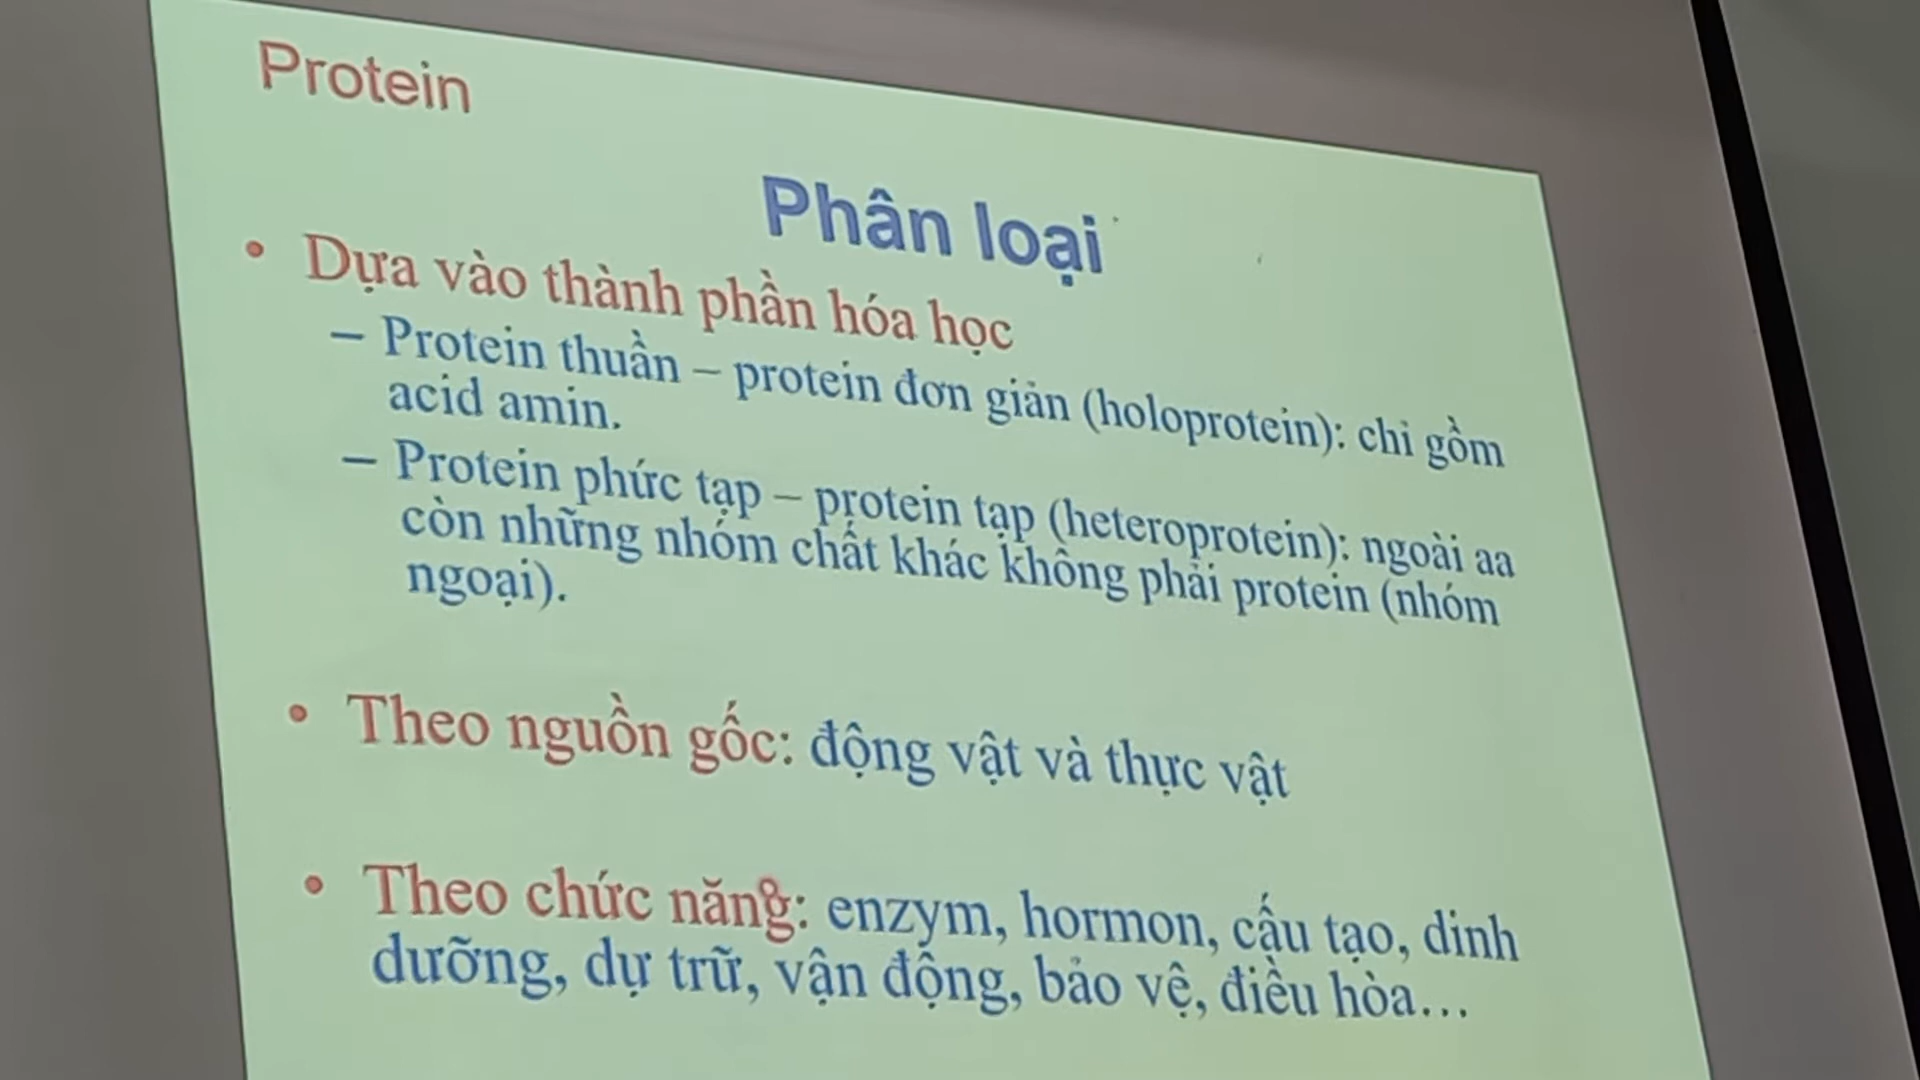 Protein
Phân loại
• Dựa vào thành phần hóa học
– Protein thuần – protein đơn giản (holoprotein): chỉ gồm
acid amin.
– Protein phức tạp – protein tạp (heteroprotein): ngoài aa
còn những nhóm chất khác không phải protein (nhóm
ngoại).
• Theo nguồn gốc: động vật và thực vật
• Theo chức năng: enzym, hormon, cấu tạo, dinh
dưỡng, dự trữ, vận động, bảo vệ, điều hòa...